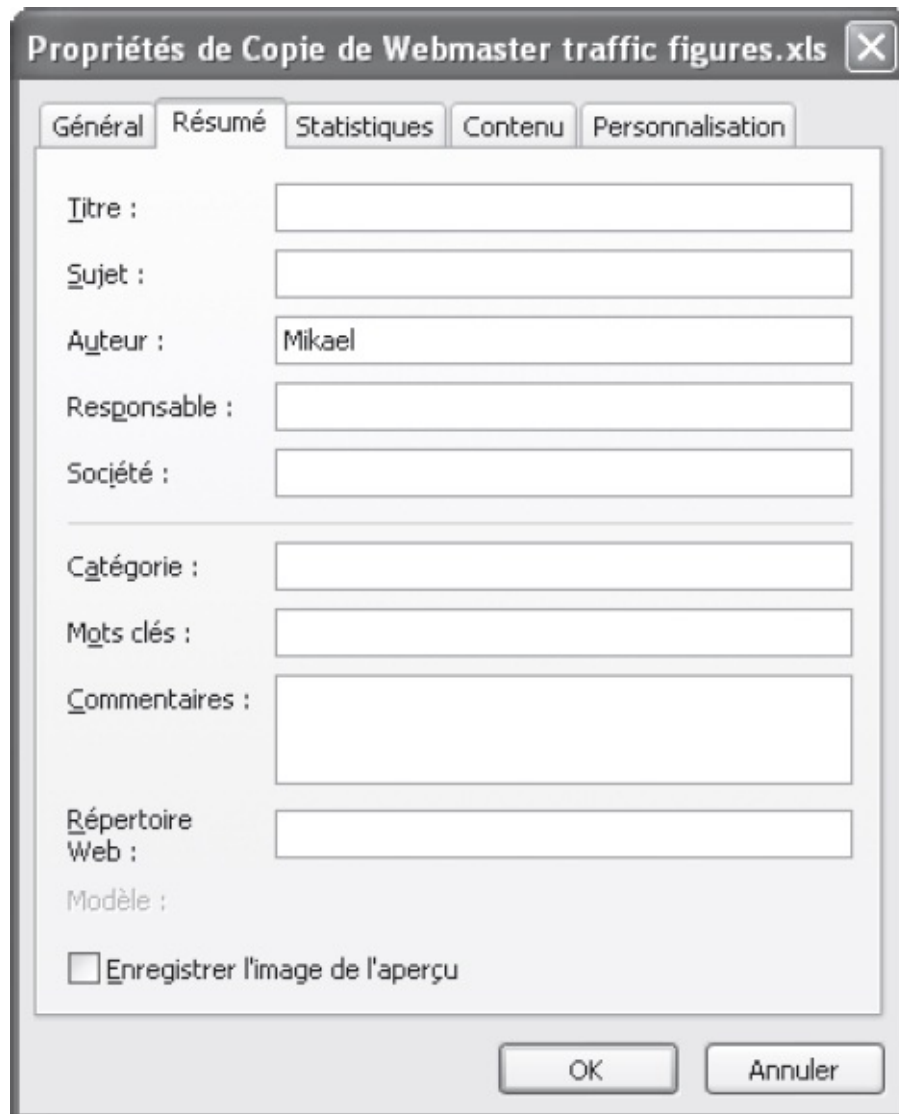 Propriétés de Copie de Webmaster traffic figures.xls
Général Résumé Statistiques Contenu Personnalisation
Titre :
Sujet :
Auteur : Mikael
Responsable :
Société :
Catégorie :
Mots clés :
Commentaires :
Répertoire
Web :
Modèle :
Enregistrer l'image de l'aperçu
OK Annuler